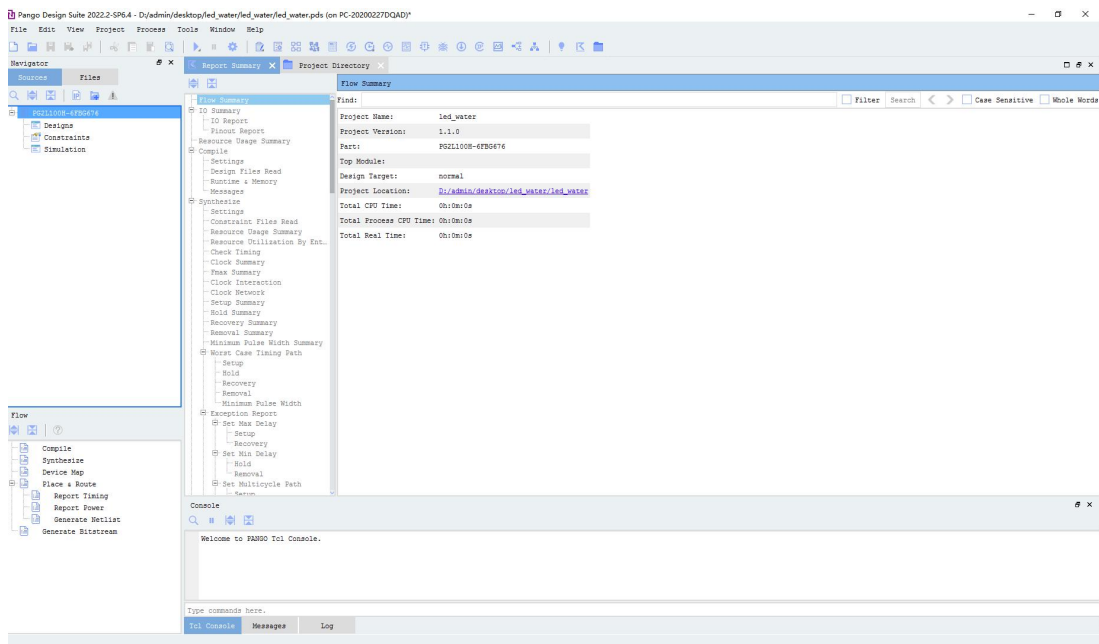 Pango Design Suite 2022.2-SP6.4 - D:/admin/desktop/led_water/led_water/led_water.pds (on PC-20200227DQAD)*
File Edit View Project Process Tools Window Help
Navigator
Report Summary
Project Directory
Sources Files
Flow Summary
Find:
Filter Search Case Sensitive Whole Words
PG2L100H-6FBG676
Designs
Constraints
Simulation
Flow Summary
IO Summary
IO Report
Pinout Report
Resource Usage Summary
Compile
Settings
Design Files Read
Runtime & Memory
Messages
Synthesize
Settings
Constraint Files Read
Resource Usage Summary
Resource Utilization By Ent...
Check Timing
Clock Summary
Fmax Summary
Clock Interaction
Clock Network
Setup Summary
Hold Summary
Recovery Summary
Removal Summary
Minimum Pulse Width Summary
Worst Case Timing Path
Setup
Hold
Recovery
Removal
Minimum Pulse Width
Exception Report
Set Max Delay
Setup
Recovery
Set Min Delay
Hold
Removal
Set Multicycle Path
Setup
Project Name: led_water
Project Version: 1.1.0
Part: PG2L100H-6FBG676
Top Module:
Design Target: normal
Project Location: D:/admin/desktop/led_water/led_water
Total CPU Time: 0h:0m:0s
Total Process CPU Time: 0h:0m:0s
Total Real Time: 0h:0m:0s
Flow
Compile
Synthesize
Device Map
Place & Route
Report Timing
Report Power
Generate Netlist
Generate Bitstream
Console
Welcome to PANGO Tcl Console.
Type commands here.
Tcl Console Messages Log